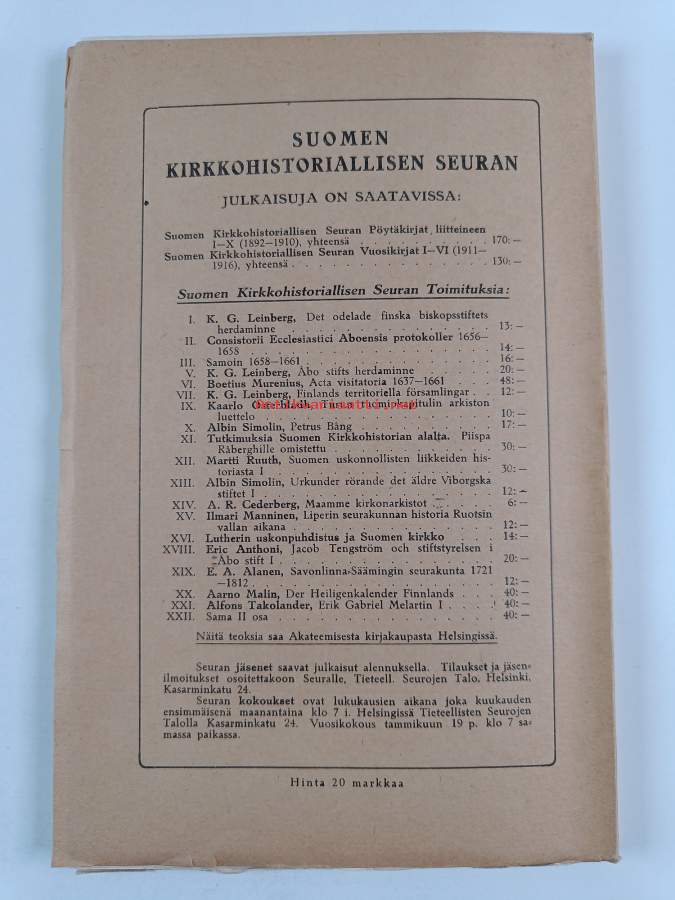 SUOMEN
KIRKKOHISTORIALLISEN SEURAN
JULKAISUJA ON SAATAVISSA:
Suomen Kirkkohistoriallisen Seuran Pöytäkirjat liitteineen
I—X (1892—1910), yhteensä . . . . . . . . . . 170: —
Suomen Kirkkohistoriallisen Seuran Vuosikirjat I—VI (1911—
1916), yhteensä . . . . . . . . . . . . . . . 130: —
Suomen Kirkkohistoriallisen Seuran Toimituksia:
I. K. G. Leinberg, Det odelade finska biskopsstiftets
herdaminne . . . . . . . . . . . . . . 13: —
II. Consistorii Ecclesiastici Aboensis protokoller 1656—
1658 . . . . . . . . . . . . . . . . . 14: —
III. Samoin 1658—1661 . . . . . . . . . . . 16: —
V. K. G. Leinberg, Åbo stifts herdaminne . . . . . 20: —
VI. Boetius Murenius, Acta visitatoria 1637—1661 . . . 48: —
VII. K. G. Leinberg, Finlands territoriella församlingar . . 12: —
IX. Kaarlo Turun tuomiokapitulin arkiston
luettelo . . . . . . . . . . . . . . . . 10: —
antikvariaatti.net
X. Albin Simolin, Petrus Bång . . . . . . . . . 17: —
XI. Tutkimuksia Suomen Kirkkohistorian alalta. Piispa
Råberghille omistettu . . . . . . . . . . . 30: —
XII. Martti Ruuth, Suomen uskonnollisten liikkeiden his-
toriasta I . . . . . . . . . . . . . . . 30: —
XIII. Albin Simolin, Urkunder rörande det äldre Viborgska
stiftet I . . . . . . . . . . . . . . . . 12: —
XIV. A. R. Cederberg, Maamme kirkonarkistot . . . . 6: —
XV. Ilmari Manninen, Liperin seurakunnan historia Ruotsin
vallan aikana . . . . . . . . . . . . . . 12: —
XVI. Lutherin uskonpuhdistus ja Suomen kirkko . . . 14: —
XVIII. Eric Anthoni, Jacob Tengström och stiftstyrelsen i
Åbo stift I . . . . . . . . . . . . . . . 20: —
XIX. E. A. Alanen, Savonlinna-Säämingin seurakunta 1721
—1812 . . . . . . . . . . . . . . . . . 12: —
XX. Aarno Malin, Der Heiligenkalender Finnlands . . . 40: —
XXI. Alfons Takolander, Erik Gabriel Melartin I . . . . 40: —
XXII. Sama II osa . . . . . . . . . . . . . . 40: —
Näitä teoksia saa Akateemisesta kirjakaupasta Helsingissä.
Seuran jäsenet saavat julkaisut alennuksella. Tilaukset ja jäsen-
ilmoitukset osoitettakoon Seuralle, Tieteell. Seurojen Talo, Helsinki,
Kasarminkatu 24.
Seuran kokoukset ovat lukukausien aikana joka kuukauden
ensimmäisenä maanantaina klo 7 i. Helsingissä Tieteellisten Seurojen
Talolla Kasarminkatu 24. Vuosikokous tammikuun 19 p. klo 7 sa-
massa paikassa.
Hinta 20 markkaa